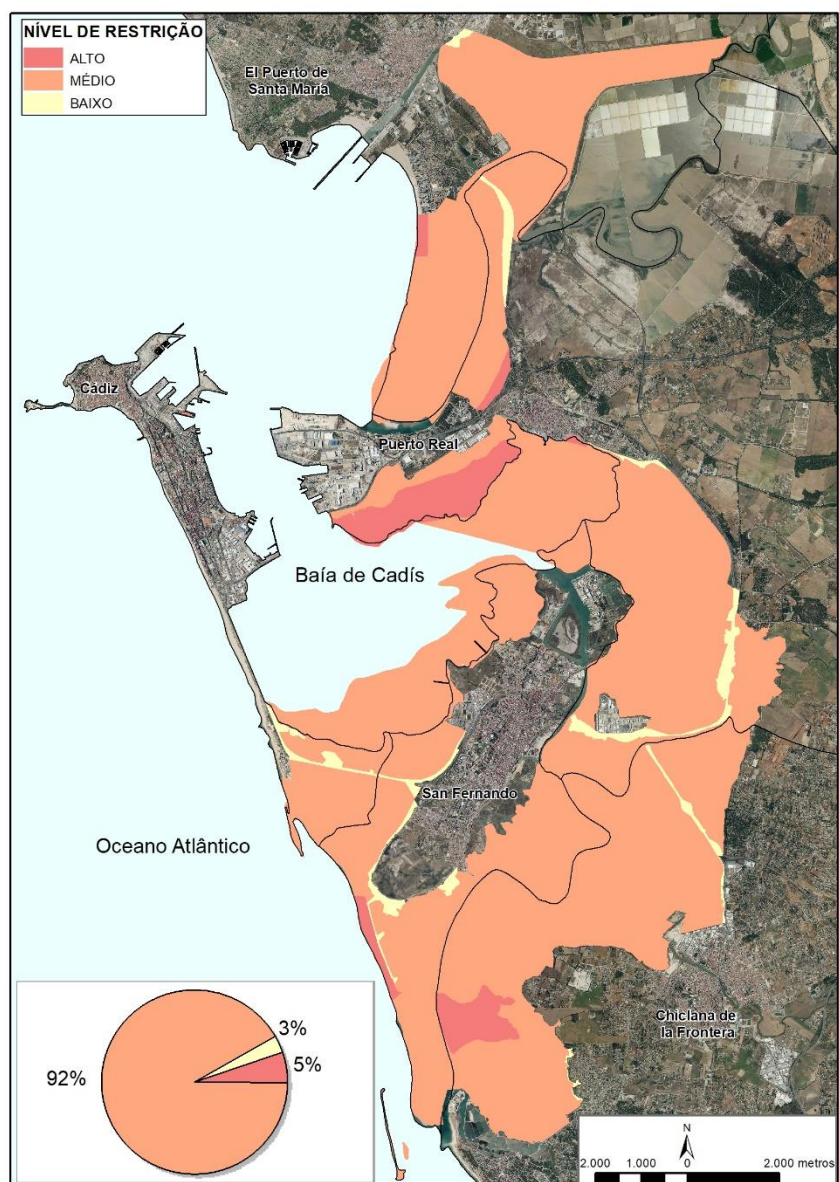 NÍVEL DE RESTRIÇÃO
ALTO
MÉDIO
BAIXO
El Puerto de
Santa María
Cádiz
Puerto Real
Baía de Cadís
San Fernando
Oceano Atlântico
Chiclana de
la Frontera
3%
5%
92%
N
2.000 1.000 0 2.000 metros